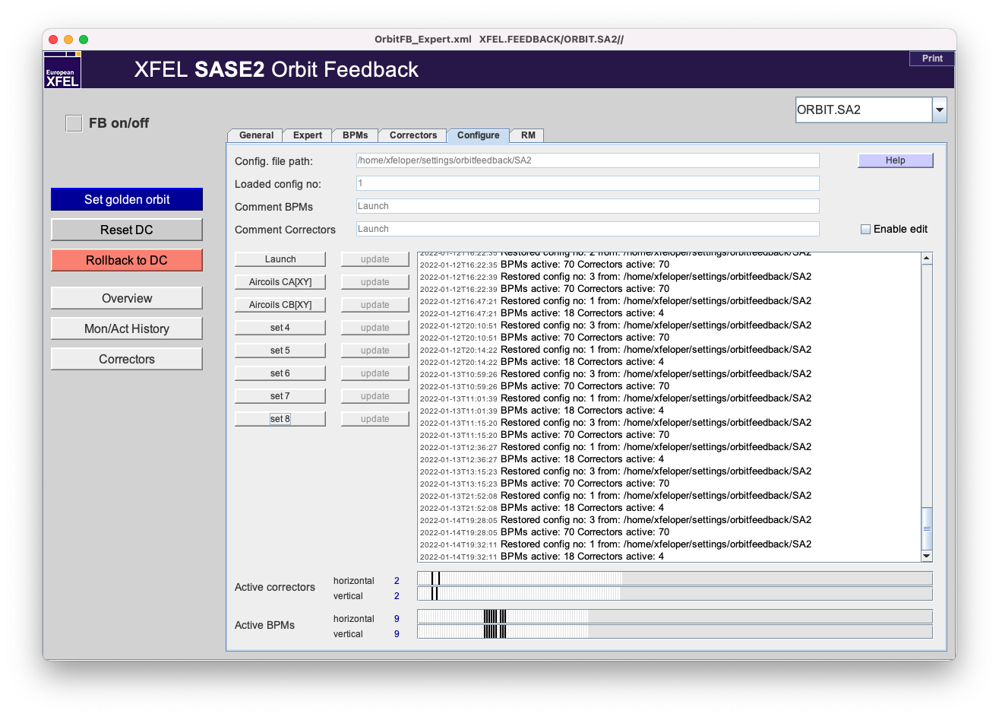 OrbitFB_Expert.xml XFEL.FEEDBACK/ORBIT.SA2//
European
XFEL
XFEL SASE2 Orbit Feedback
Print
FB on/off
ORBIT.SA2
General Expert BPMs Correctors Configure RM
Config. file path: /home/xfeloper/settings/orbitfeedback/SA2 Help
Loaded config no: 1
Comment BPMs Launch
Comment Correctors Launch Enable edit
Set golden orbit
Reset DC
Rollback to DC
Overview
Mon/Act History
Correctors
Launch update
Aircoils CA[XY] update
Aircoils CB[XY] update
set 4 update
set 5 update
set 6 update
set 7 update
set 8 update
2022-01-12T16:22:35 Restored config no: 2 from: /home/xfeloper/settings/orbitfeedback/SA2
2022-01-12T16:22:35 BPMs active: 70 Correctors active: 70
2022-01-12T16:22:39 Restored config no: 3 from: /home/xfeloper/settings/orbitfeedback/SA2
2022-01-12T16:22:39 BPMs active: 70 Correctors active: 70
2022-01-12T16:47:21 Restored config no: 1 from: /home/xfeloper/settings/orbitfeedback/SA2
2022-01-12T16:47:21 BPMs active: 18 Correctors active: 4
2022-01-12T20:10:51 Restored config no: 3 from: /home/xfeloper/settings/orbitfeedback/SA2
2022-01-12T20:10:51 BPMs active: 70 Correctors active: 70
2022-01-12T20:14:22 Restored config no: 1 from: /home/xfeloper/settings/orbitfeedback/SA2
2022-01-12T20:14:22 BPMs active: 18 Correctors active: 4
2022-01-13T10:59:26 Restored config no: 3 from: /home/xfeloper/settings/orbitfeedback/SA2
2022-01-13T10:59:26 BPMs active: 70 Correctors active: 70
2022-01-13T11:01:39 Restored config no: 1 from: /home/xfeloper/settings/orbitfeedback/SA2
2022-01-13T11:01:39 BPMs active: 18 Correctors active: 4
2022-01-13T11:15:20 Restored config no: 3 from: /home/xfeloper/settings/orbitfeedback/SA2
2022-01-13T11:15:20 BPMs active: 70 Correctors active: 70
2022-01-13T12:36:27 Restored config no: 1 from: /home/xfeloper/settings/orbitfeedback/SA2
2022-01-13T12:36:27 BPMs active: 18 Correctors active: 4
2022-01-13T13:15:23 Restored config no: 3 from: /home/xfeloper/settings/orbitfeedback/SA2
2022-01-13T13:15:23 BPMs active: 70 Correctors active: 70
2022-01-13T21:52:08 Restored config no: 1 from: /home/xfeloper/settings/orbitfeedback/SA2
2022-01-13T21:52:08 BPMs active: 18 Correctors active: 4
2022-01-14T19:28:05 Restored config no: 3 from: /home/xfeloper/settings/orbitfeedback/SA2
2022-01-14T19:28:05 BPMs active: 70 Correctors active: 70
2022-01-14T19:32:11 Restored config no: 1 from: /home/xfeloper/settings/orbitfeedback/SA2
2022-01-14T19:32:11 BPMs active: 18 Correctors active: 4
Active correctors
horizontal 2
vertical 2
Active BPMs
horizontal 9
vertical 9